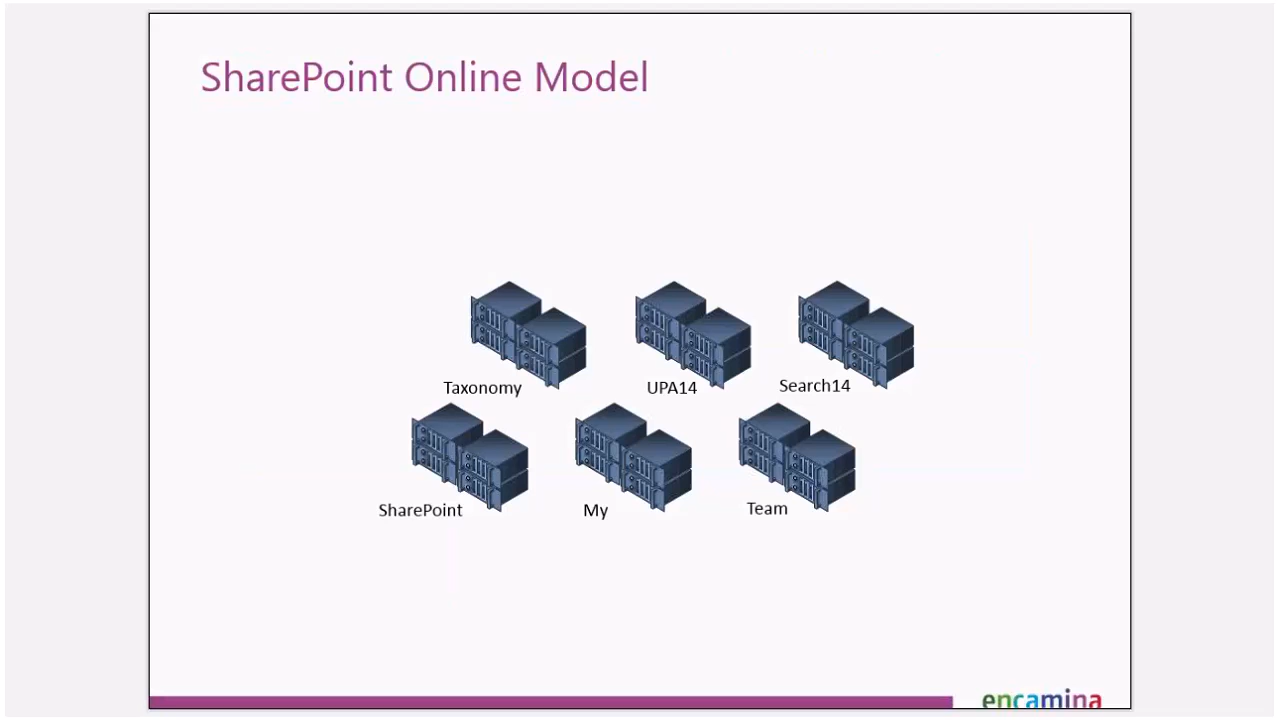 SharePoint Online Model
Taxonomy
UPA14
Search14
SharePoint
My
Team
encamina